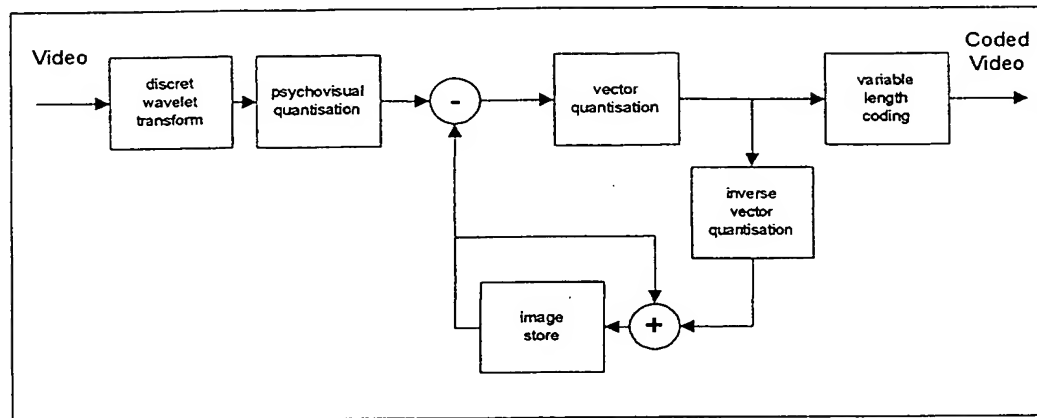 Video
discret
wavelet
transform
psychovisual
quantisation
-
vector
quantisation
variable
length
coding
Coded
Video
inverse
vector
quantisation
image
store
+